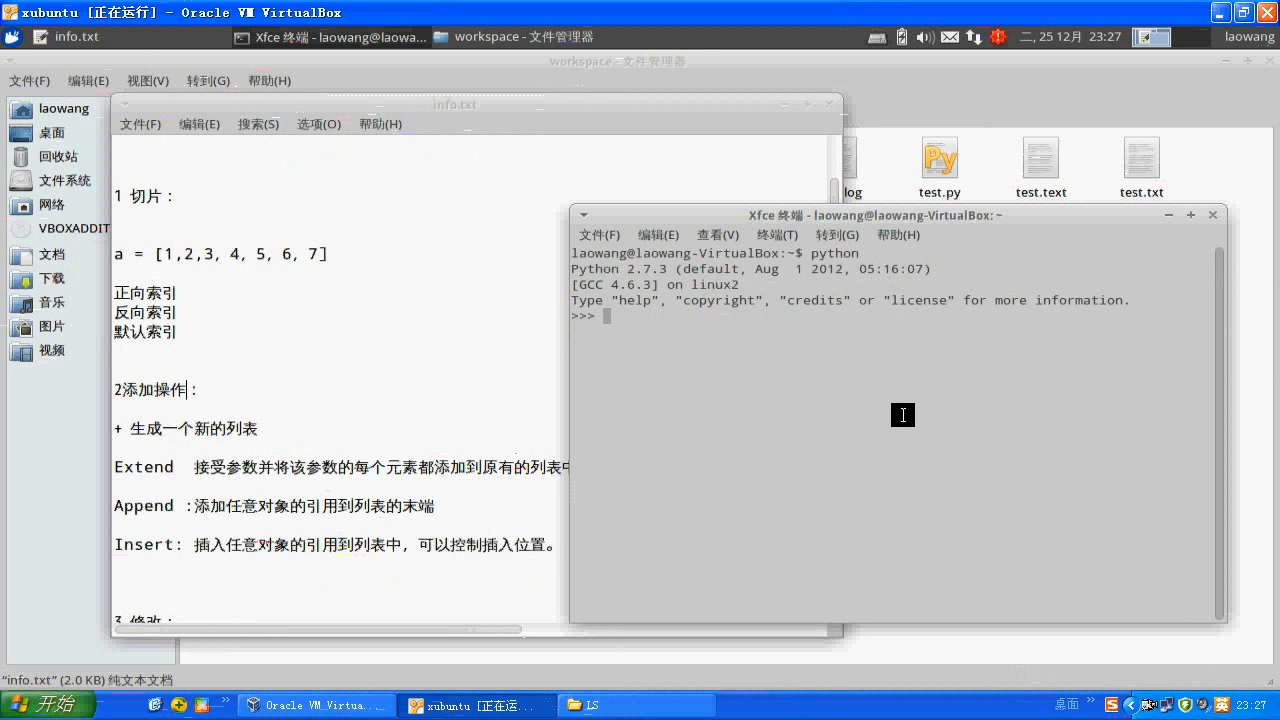 xubuntu [正在运行] - Oracle VM VirtualBox
info.txt
Xfce 终端 - laowang@laowa...
workspace - 文件管理器
二, 25 12月 23:27
laowang
workspace - 文件管理器
文件(F) 编辑(E) 视图(V) 转到(G) 帮助(H)
laowang
桌面
回收站
文件系统
网络
VBOXADDIT
文档
下载
音乐
图片
视频
log
test.py
test.text
test.txt
info.txt
文件(F) 编辑(E) 搜索(S) 选项(O) 帮助(H)
1 切片：
a = [1,2,3, 4, 5, 6, 7]
正向索引
反向索引
默认索引
2添加操作：
+ 生成一个新的列表
Extend 接受参数并将该参数的每个元素都添加到原有的列表中
Append :添加任意对象的引用到列表的末端
Insert: 插入任意对象的引用到列表中，可以控制插入位置。
3 修改：
Xfce 终端 - laowang@laowang-VirtualBox: ~
文件(F) 编辑(E) 查看(V) 终端(T) 转到(G) 帮助(H)
laowang@laowang-VirtualBox:~$ python
Python 2.7.3 (default, Aug  1 2012, 05:16:07)
[GCC 4.6.3] on linux2
Type "help", "copyright", "credits" or "license" for more information.
>>>
“info.txt” (2.0 KB) 纯文本文档
开始
Oracle VM Virtua...
xubuntu [正在运...
LS
桌面
23:27